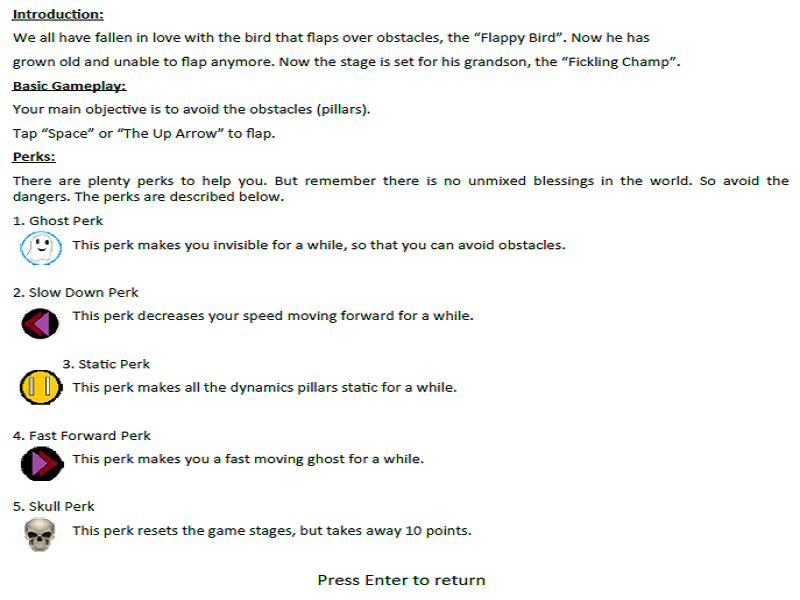 Introduction:
We all have fallen in love with the bird that flaps over obstacles, the “Flappy Bird”. Now he has
grown old and unable to flap anymore. Now the stage is set for his grandson, the “Fickling Champ”.
Basic Gameplay:
Your main objective is to avoid the obstacles (pillars).
Tap “Space” or “The Up Arrow” to flap.
Perks:
There are plenty perks to help you. But remember there is no unmixed blessings in the world. So avoid the
dangers. The perks are described below.
1. Ghost Perk
This perk makes you invisible for a while, so that you can avoid obstacles.
2. Slow Down Perk
This perk decreases your speed moving forward for a while.
3. Static Perk
This perk makes all the dynamics pillars static for a while.
4. Fast Forward Perk
This perk makes you a fast moving ghost for a while.
5. Skull Perk
This perk resets the game stages, but takes away 10 points.
Press Enter to return